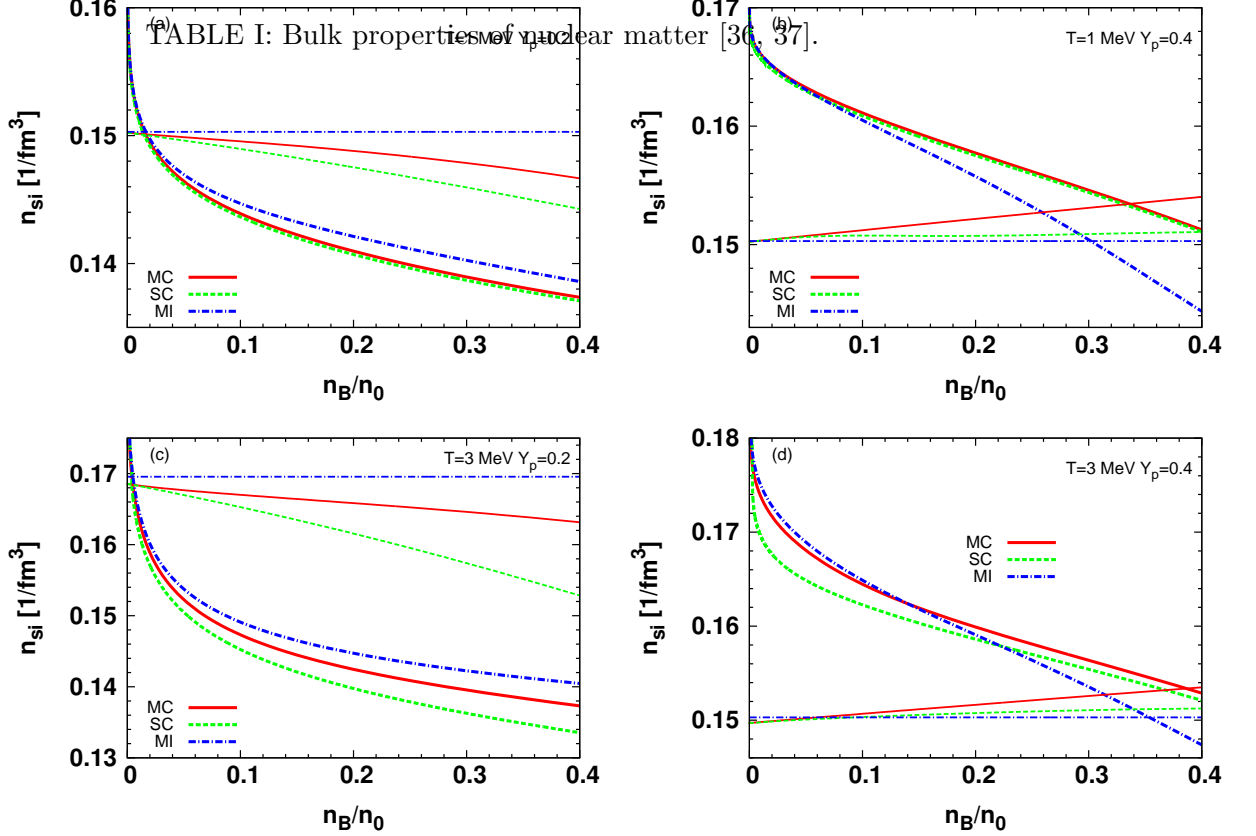 TABLE I: Bulk properties of nuclear matter [36, 37].
(a)
T=1 MeV Y_p=0.2
0.16
0.15
0.14
n_si [1/fm^3]
MC
SC
MI
0 0.1 0.2 0.3 0.4
n_B/n_0
(b)
T=1 MeV Y_p=0.4
0.17
0.16
0.15
n_si [1/fm^3]
MC
SC
MI
0 0.1 0.2 0.3 0.4
n_B/n_0
(c)
T=3 MeV Y_p=0.2
0.17
0.16
0.15
0.14
0.13
n_si [1/fm^3]
MC
SC
MI
0 0.1 0.2 0.3 0.4
n_B/n_0
(d)
T=3 MeV Y_p=0.4
0.18
0.17
0.16
0.15
n_si [1/fm^3]
MC
SC
MI
0 0.1 0.2 0.3 0.4
n_B/n_0